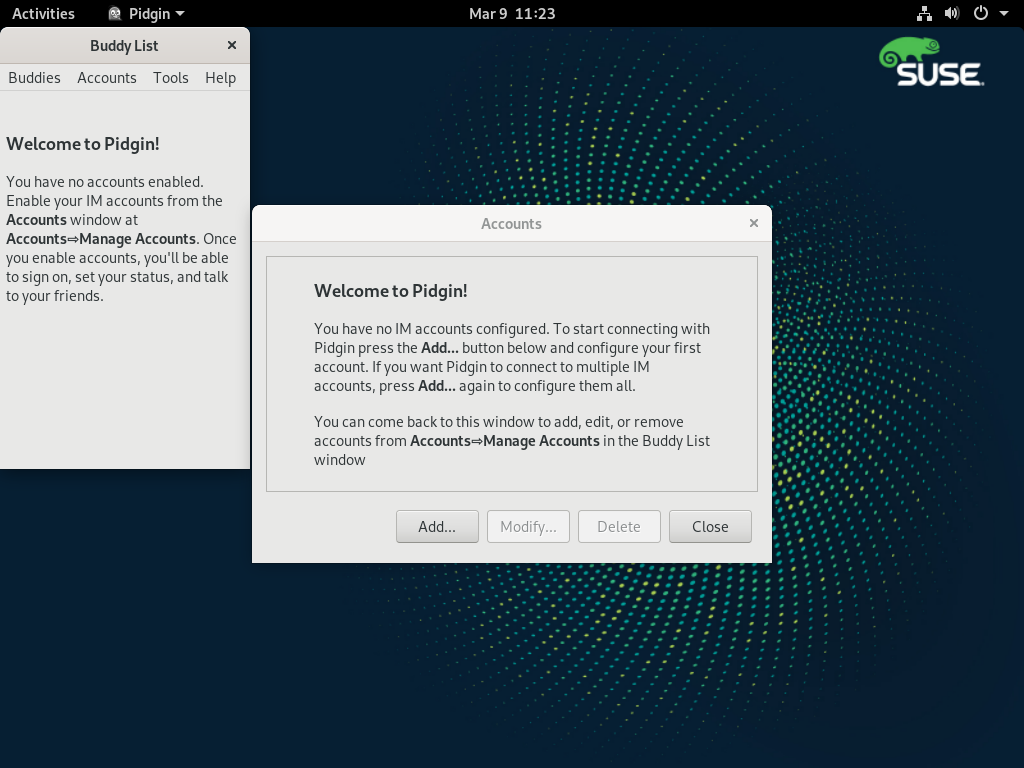 Activities Pidgin Mar 9 11:23
SUSE
Buddy List
Buddies Accounts Tools Help
Welcome to Pidgin!
You have no accounts enabled.
Enable your IM accounts from the
Accounts window at
Accounts⇨Manage Accounts. Once
you enable accounts, you'll be able
to sign on, set your status, and talk
to your friends.
Accounts
Welcome to Pidgin!
You have no IM accounts configured. To start connecting with
Pidgin press the Add... button below and configure your first
account. If you want Pidgin to connect to multiple IM
accounts, press Add... again to configure them all.
You can come back to this window to add, edit, or remove
accounts from Accounts⇨Manage Accounts in the Buddy List
window
Add... Modify... Delete Close